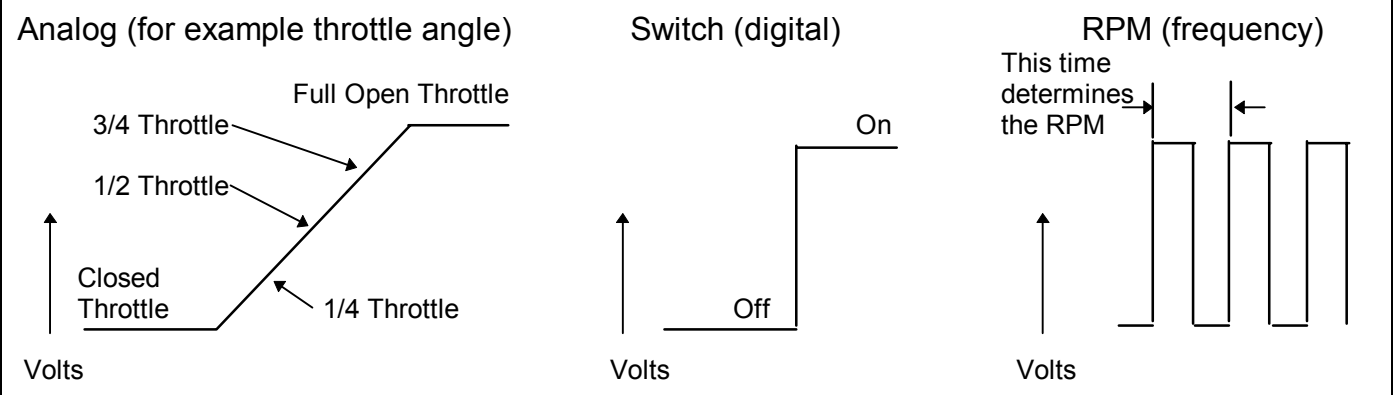 Analog (for example throttle angle)
Full Open Throttle
3/4 Throttle
1/2 Throttle
Closed
Throttle
1/4 Throttle
Volts
Switch (digital)
On
Off
Volts
RPM (frequency)
This time
determines
the RPM
Volts